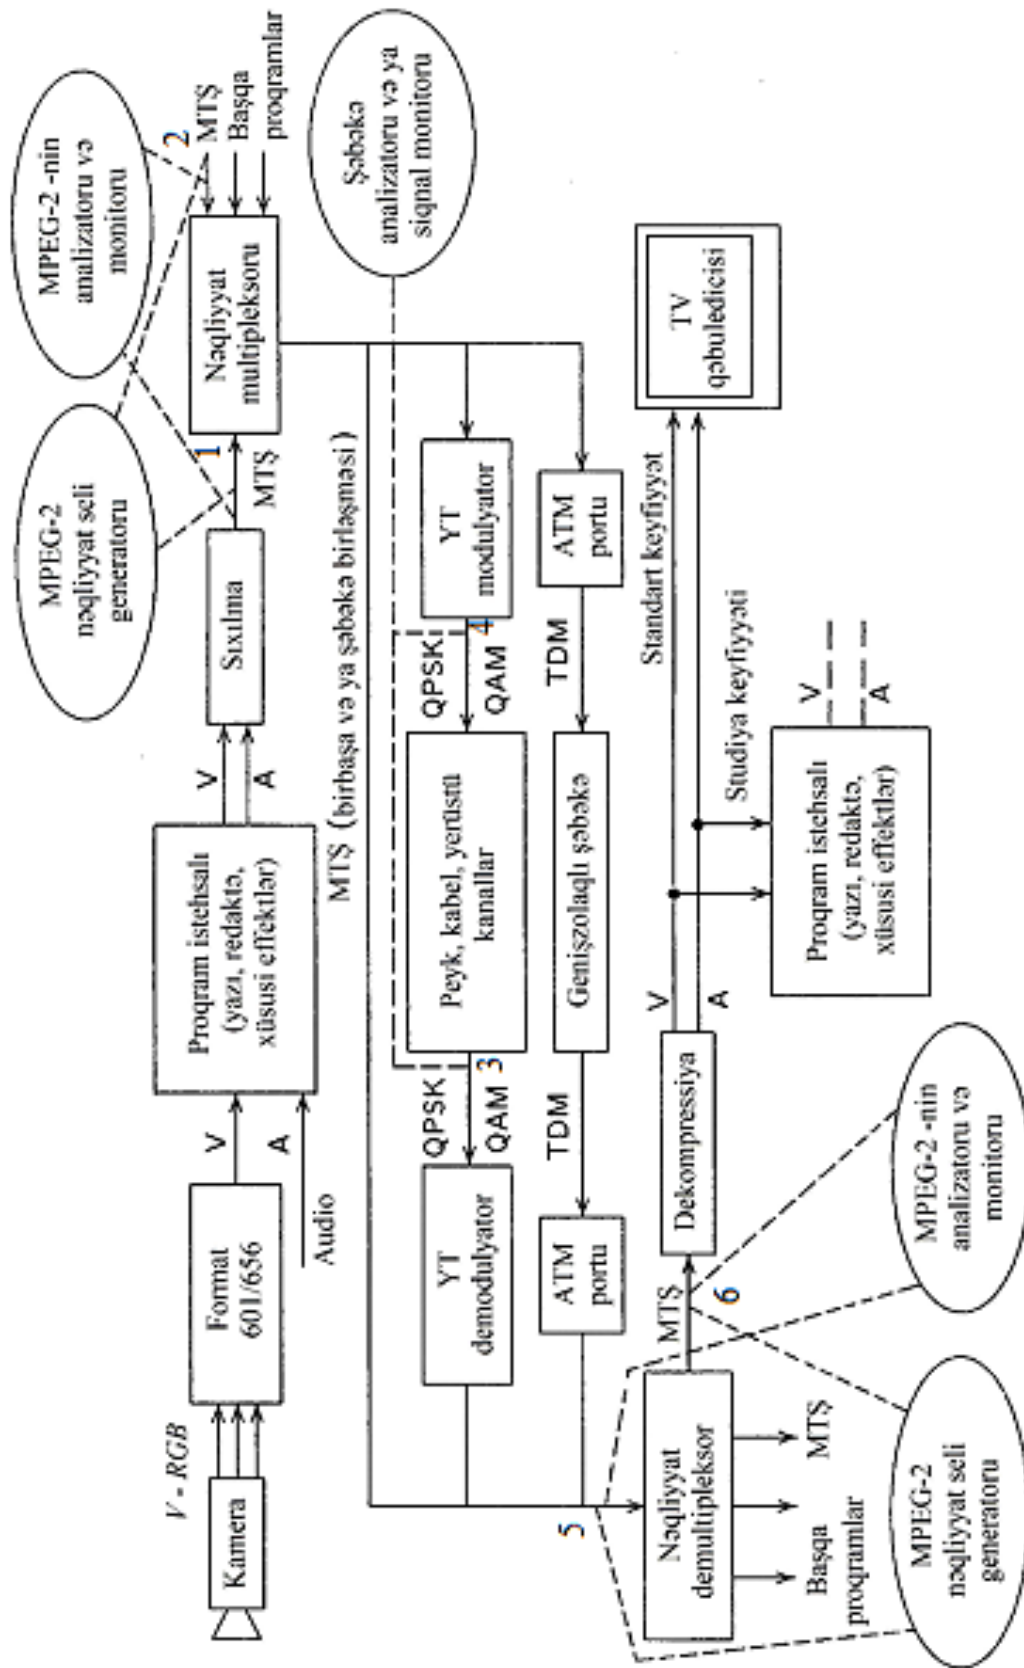 V - RGB
Kamera
Format
601/656
V
A
Audio
Proqram istehsalı
(yazı, redaktə,
xüsusi effektlər)
V
A
Sıxılma
MPEG-2
nəqliyyat seli
generatoru
MPEG-2 -nin
analizatoru və
monitoru
1
MTŞ
Nəqliyyat
multipleksoru
2
MTŞ
Başqa
proqramlar
Şəbəkə
analizatoru və ya
siqnal monitoru
MTŞ (birbaşa və ya şəbəkə birləşməsi)
YT
demodulyator
QPSK
3
QAM
Peyk, kabel, yerüstü
kanallar
QPSK
4
QAM
YT
modulyator
ATM
portu
TDM
Genişzolaqlı şəbəkə
TDM
ATM
portu
5
Nəqliyyat
demultipleksor
MTŞ
6
Dekompressiya
V
A
Standart keyfiyyət
TV
qəbuledicisi
Studiya keyfiyyəti
Başqa
proqramlar
MTŞ
Proqram istehsalı
(yazı, redaktə,
xüsusi effektlər)
V
A
MPEG-2
nəqliyyat seli
generatoru
MPEG-2 -nin
analizatoru və
monitoru